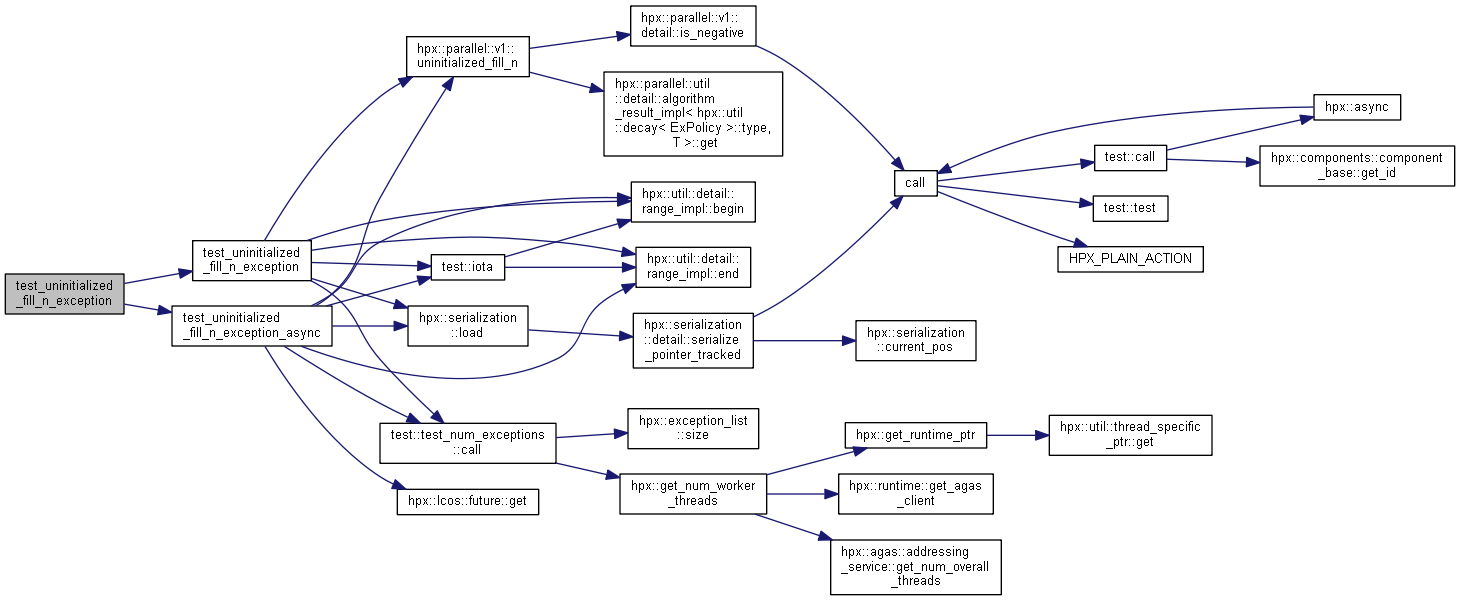 test_uninitialized
_fill_n_exception
test_uninitialized
_fill_n_exception
test_uninitialized
_fill_n_exception_async
hpx::parallel::v1::
uninitialized_fill_n
test::iota
hpx::serialization
::load
test::test_num_exceptions
::call
hpx::lcos::future::get
hpx::parallel::v1::
detail::is_negative
hpx::parallel::util
::detail::algorithm
_result_impl< hpx::util
::decay< ExPolicy >::type,
T >::get
hpx::util::detail::
range_impl::begin
hpx::util::detail::
range_impl::end
hpx::serialization
::detail::serialize
_pointer_tracked
hpx::exception_list
::size
hpx::get_num_worker
_threads
call
hpx::serialization
::current_pos
hpx::get_runtime_ptr
hpx::runtime::get_agas
_client
hpx::agas::addressing
_service::get_num_overall
_threads
test::call
test::test
HPX_PLAIN_ACTION
hpx::util::thread_specific
_ptr::get
hpx::async
hpx::components::component
_base::get_id